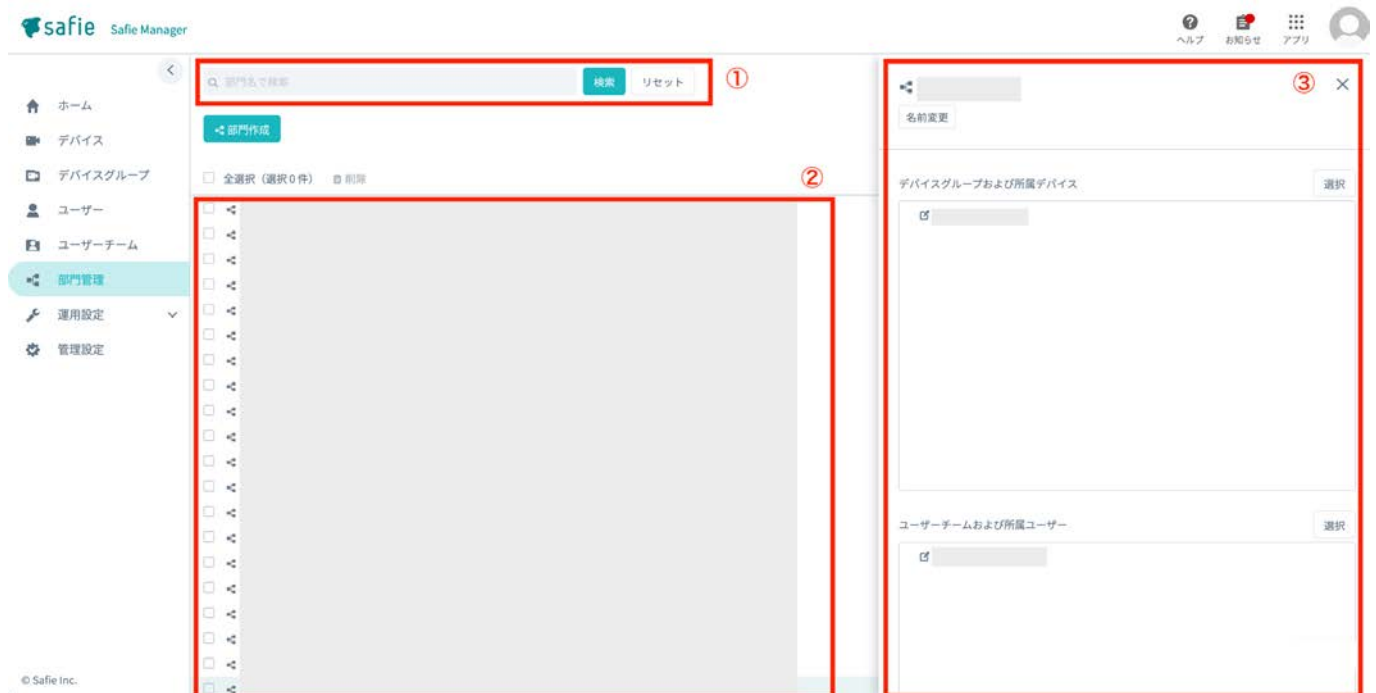 safie Safie Manager
ヘルプ
お知らせ
アプリ
部門名で検索
検索
リセット
①
③
名前変更
ホーム
デバイス
デバイスグループ
ユーザー
ユーザーチーム
部門管理
運用設定
管理設定
部門作成
全選択（選択0件）
削除
②
デバイスグループおよび所属デバイス
選択
ユーザーチームおよび所属ユーザー
選択
© Safie Inc.